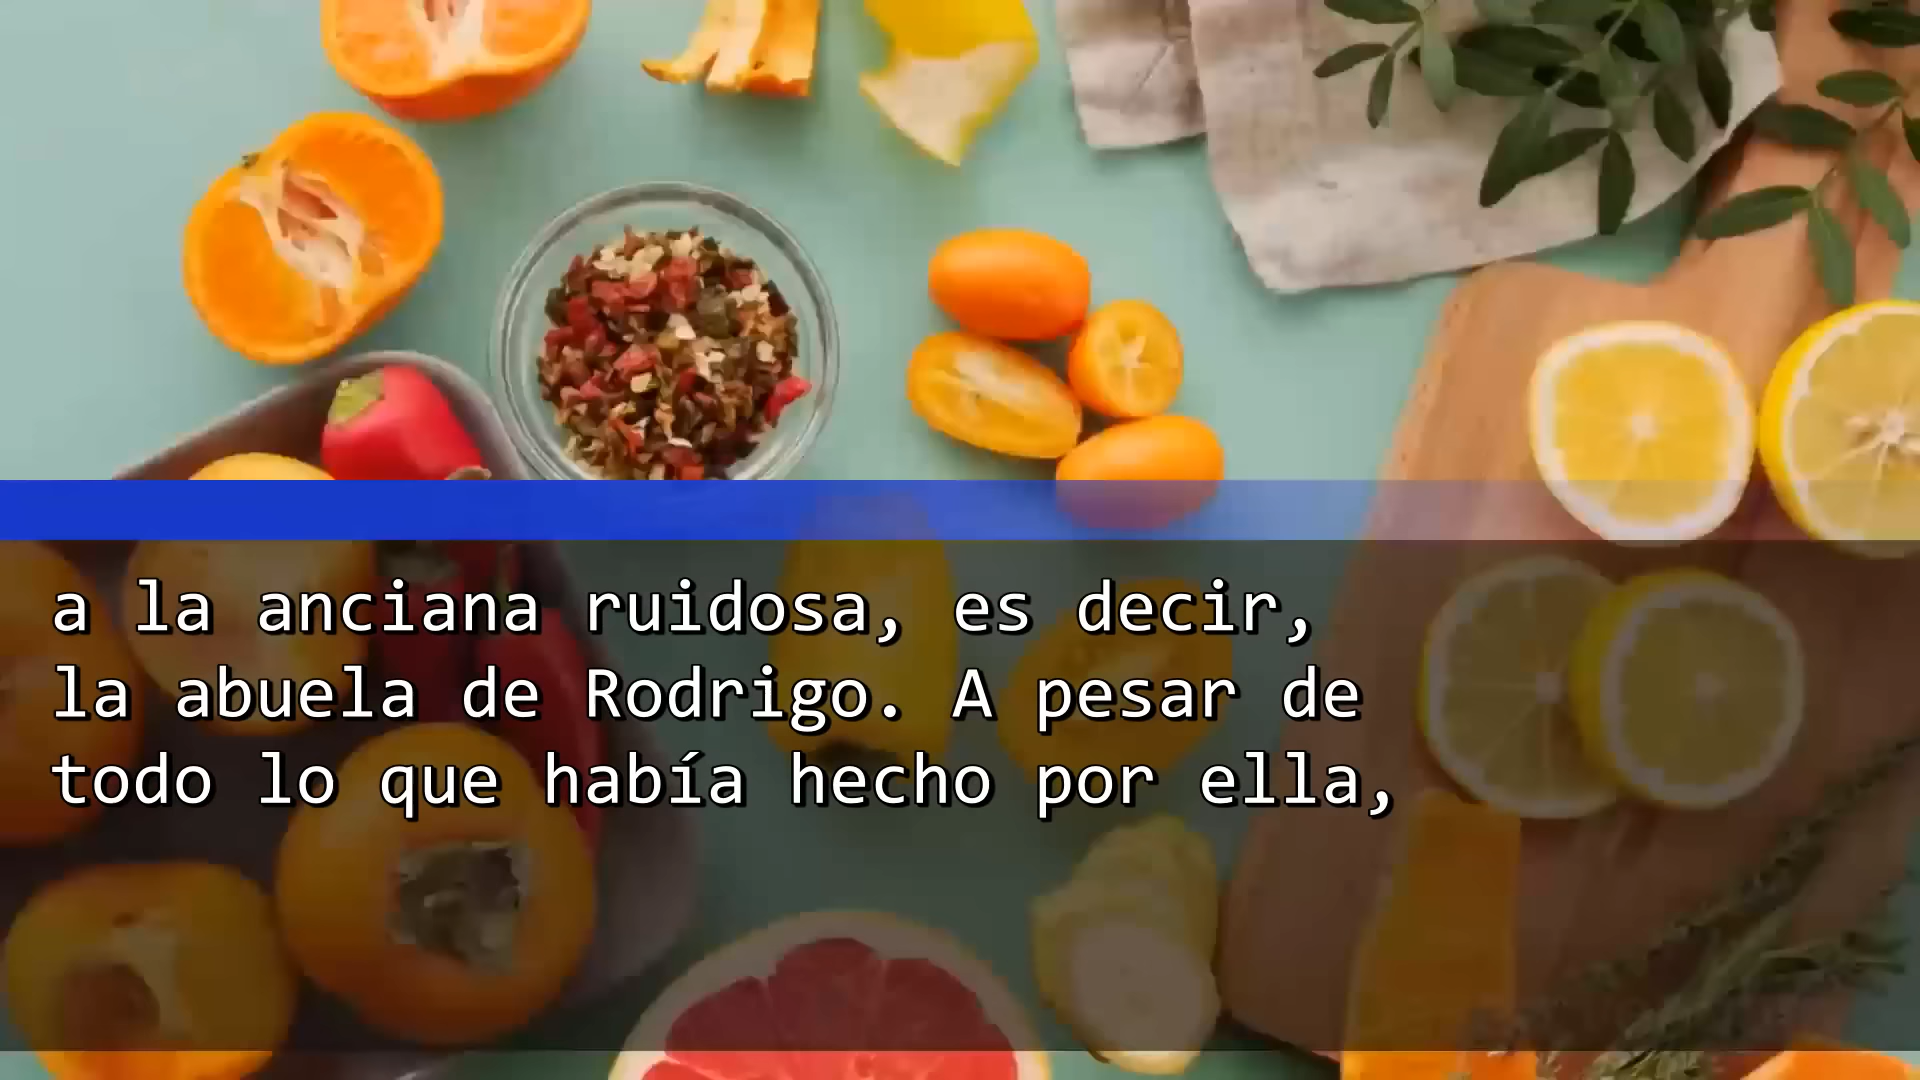 a la anciana ruidosa, es decir,
la abuela de Rodrigo. A pesar de
todo lo que había hecho por ella,